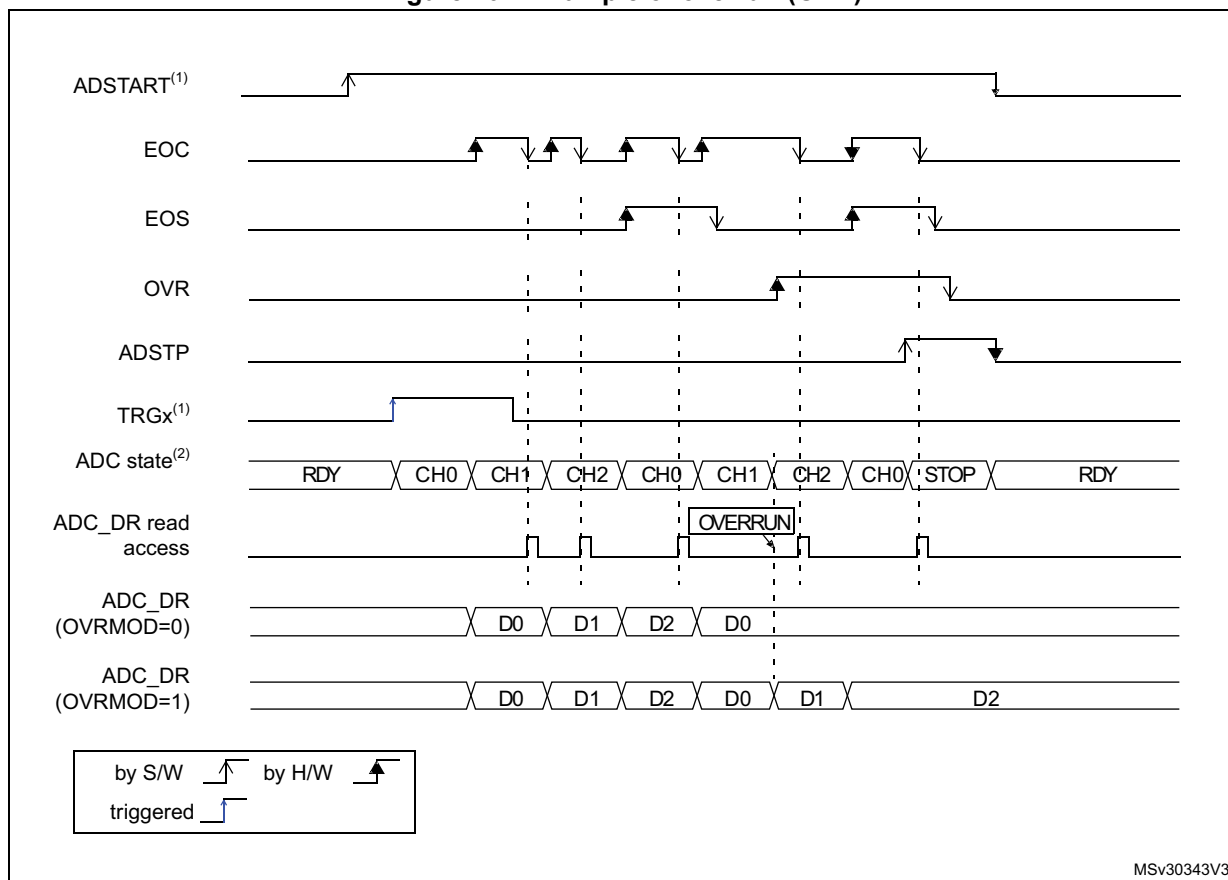 ADSTART(1)
EOC
EOS
OVR
ADSTP
TRGx(1)
ADC state(2)
RDY CH0 CH1 CH2 CH0 CH1 CH2 CH0 STOP RDY
ADC_DR read
access
OVERRUN
ADC_DR
(OVRMOD=0)
D0 D1 D2 D0
ADC_DR
(OVRMOD=1)
D0 D1 D2 D0 D1 D2
by S/W by H/W
triggered
MSv30343V3